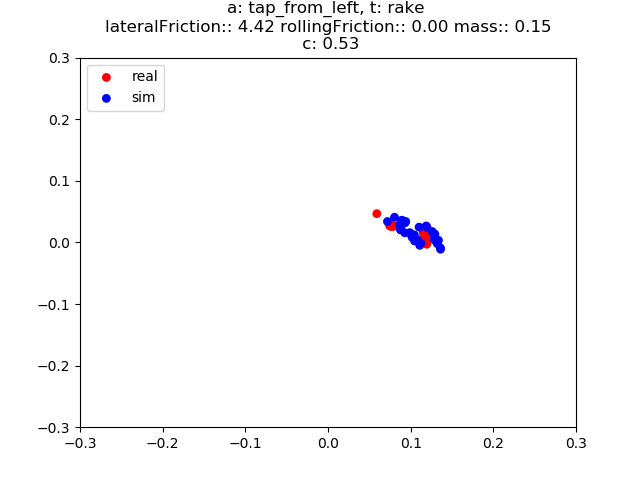 a: tap_from_left, t: rake
lateralFriction:: 4.42 rollingFriction:: 0.00 mass:: 0.15
c: 0.53
real
sim
0.3
0.2
0.1
0.0
−0.1
−0.2
−0.3
−0.3
−0.2
−0.1
0.0
0.1
0.2
0.3